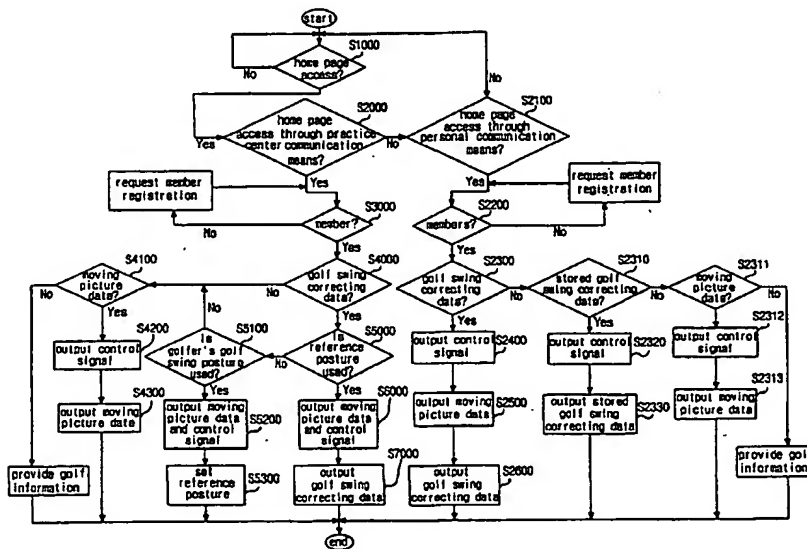 start
S1000
home page
access?
No
No
S2000
home page
access through practice
center communication
means?
Yes
No
S2100
home page
access through
personal communication
means?
request member
registration
Yes
Yes
request member
registration
S3000
member?
No
Yes
S2200
members?
No
Yes
S4100
moving
picture
data?
No
Yes
S4000
golf swing
correcting
data?
No
Yes
S2300
golf swing
correcting
data?
No
Yes
S2310
stored golf
swing correcting
data?
No
Yes
S2311
moving
picture
data?
No
Yes
S4200
output control
signal
S5100
Is
golfer's golf
swing posture
used?
No
Yes
S5000
Is
reference
posture
used?
No
Yes
S2400
output control
signal
S2320
output control
signal
S2312
output control
signal
S4300
output moving
picture data
S5200
output moving
picture data
and control
signal
S6000
output moving
picture data
and control
signal
S2500
output moving
picture data
S2330
output stored
golf swing
correcting data
S2313
output moving
picture data
provide golf
information
S5300
set
reference
posture
S7000
output
golf swing
correcting data
S2600
output
golf swing
correcting data
provide golf
information
end